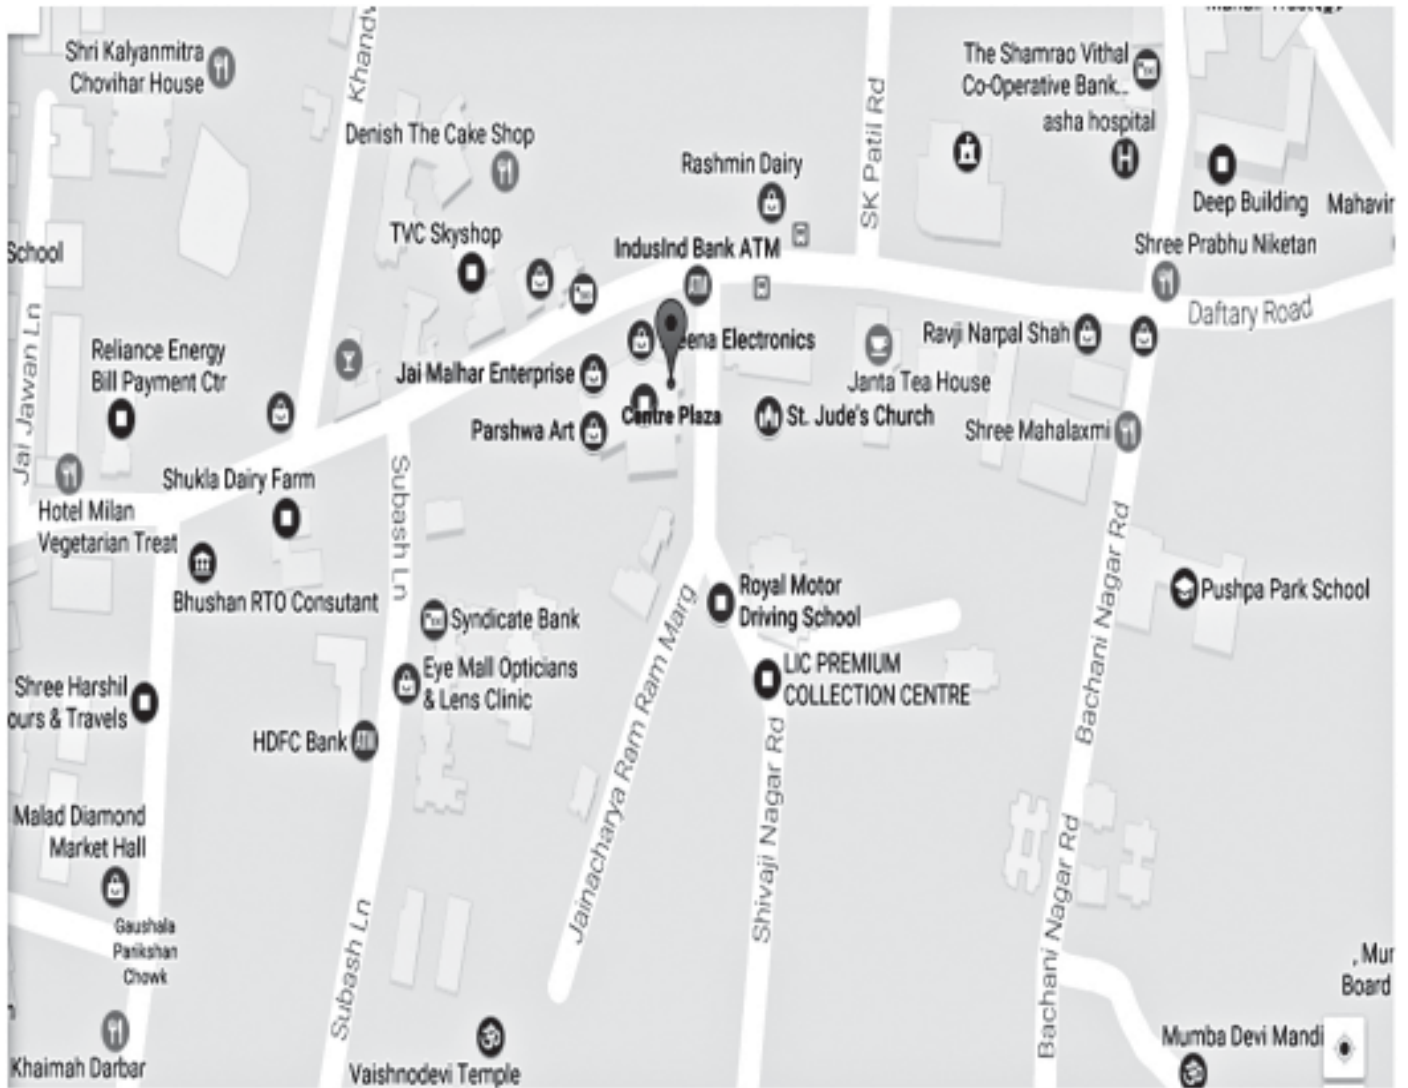 Shri Kalyanmitra
Chovihar House
Denish The Cake Shop
Rashmin Dairy
SK Patil Rd
The Shamrao Vithal
Co-Operative Bank...
asha hospital
Deep Building
Mahavir
Shree Prabhu Niketan
School
TVC Skyshop
IndusInd Bank ATM
ATM
Daftary Road
Jai Jawan Ln
Reliance Energy
Bill Payment Ctr
Jai Malhar Enterprise
eena Electronics
Ravji Narpal Shah
Janta Tea House
Centre Plaza
Parshwa Art
St. Jude's Church
Shree Mahalaxmi
Shukla Dairy Farm
Hotel Milan
Vegetarian Treat
Subash Ln
Bhushan RTO Consutant
Syndicate Bank
Royal Motor
Driving School
Bachani Nagar Rd
Pushpa Park School
Eye Mall Opticians
& Lens Clinic
LIC PREMIUM
COLLECTION CENTRE
Shree Harshil
ours & Travels
HDFC Bank
ATM
Jainacharya Ram Ram Marg
Shivaji Nagar Rd
Malad Diamond
Market Hall
Gaushala
Parikshan
Chowk
Subash Ln
Bachani Nagar Rd
Bachani Nagar Rd
, Mur
Board
Khaimah Darbar
Vaishnodevi Temple
Mumba Devi Mandi